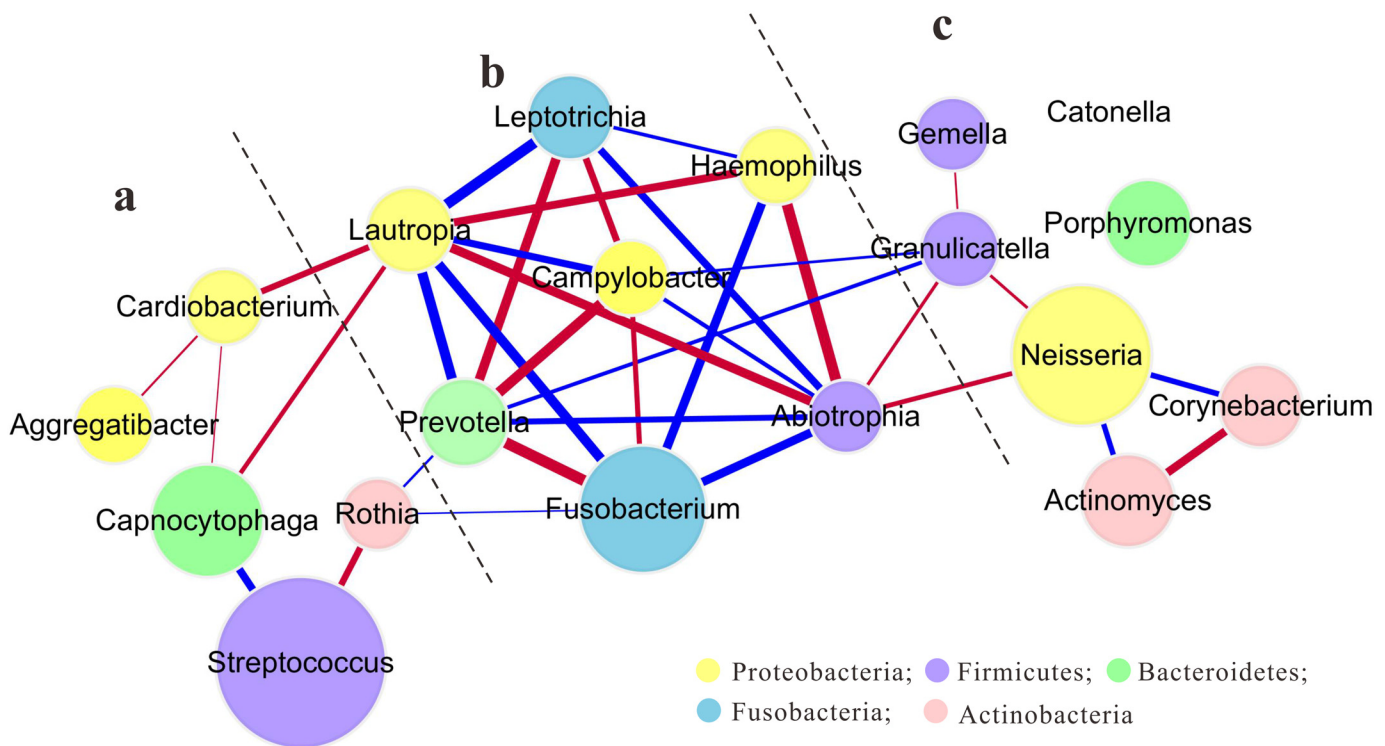 c
b
Leptotrichia
Catonella
Gemella
Haemophilus
a
Lautropia
Porphyromonas
Granulicatella
Campylobacter
Cardiobacterium
Neisseria
Corynebacterium
Aggregatibacter
Prevotella
Abiotrophia
Actinomyces
Capnocytophaga
Rothia
Fusobacterium
Streptococcus
Proteobacteria; Firmicutes; Bacteroidetes;
Fusobacteria; Actinobacteria